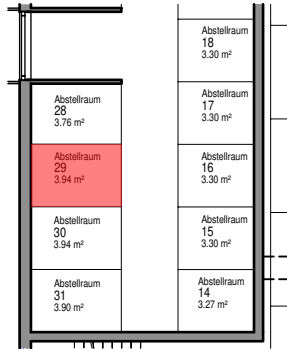 Abstellraum
18
3.30 m²
Abstellraum
28
3.76 m²
Abstellraum
17
3.30 m²
Abstellraum
29
3.94 m²
Abstellraum
16
3.30 m²
Abstellraum
30
3.94 m²
Abstellraum
15
3.30 m²
Abstellraum
31
3.90 m²
Abstellraum
14
3.27 m²